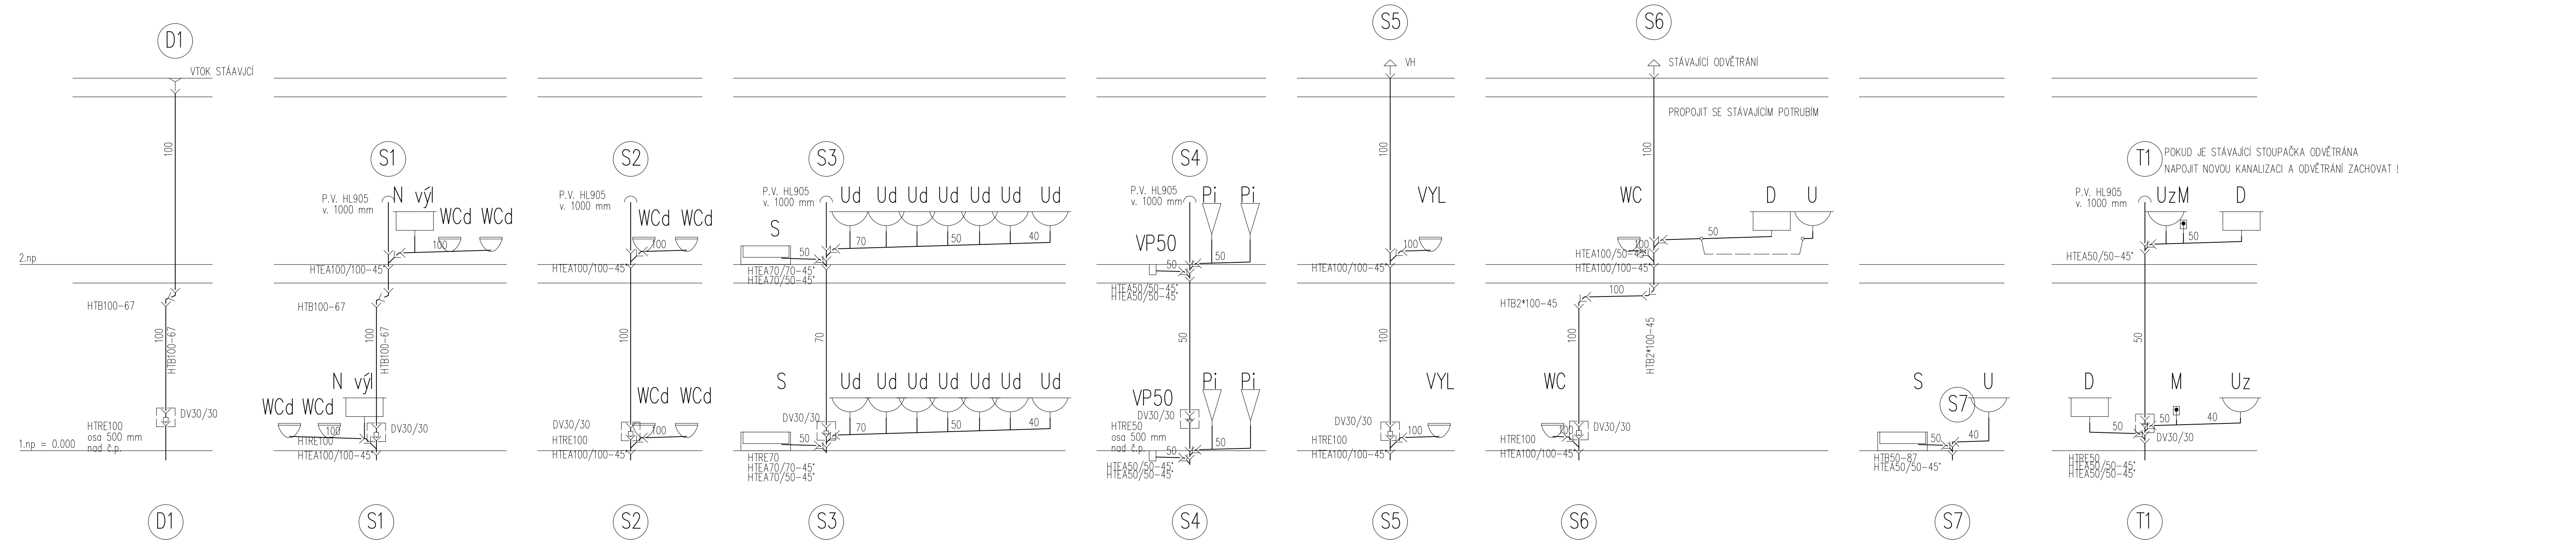 D1
VTOK STÁAVJCÍ
100
2.np
HTB100-67
100
HTB100-67
DV30/30
HTRE100
osa 500 mm
nad č.p.
1.np = 0.000
D1
S1
P.V. HL905
v. 1000 mm
N výl
WCd WCd
100
HTEA100/100-45°
HTB100-67
100
HTB100-67
N výl
WCd WCd
100
DV30/30
HTRE100
HTEA100/100-45°
S1
S2
P.V. HL905
v. 1000 mm
WCd WCd
100
HTEA100/100-45°
100
WCd WCd
DV30/30
100
HTRE100
HTEA100/100-45°
S2
S3
P.V. HL905
v. 1000 mm
Ud Ud Ud Ud Ud Ud
S
70
50
40
50
HTEA70/70-45°
HTEA70/50-45°
70
S
Ud Ud Ud Ud Ud Ud
DV30/30
70
50
40
50
HTRE70
HTEA70/70-45°
HTEA70/50-45°
S3
S4
P.V. HL905
v. 1000 mm
Pi Pi
VP50
50
50
HTEA50/50-45°
HTEA50/50-45°
50
Pi Pi
VP50
DV30/30
HTRE50
osa 500 mm
nad č.p.
50
50
HTEA50/50-45°
HTEA50/50-45°
S4
S5
VH
100
VYL
100
HTEA100/100-45°
100
VYL
DV30/30
100
HTRE100
HTEA100/100-45°
S5
S6
STÁVAJÍCÍ ODVĚTRÁNÍ
PROPOJIT SE STÁVAJÍCÍM POTRUBÍM
100
WC
D
U
50
100
HTEA100/50-45°
HTEA100/100-45°
100
HTB2*100-45
100
HTB2*100-45
WC
DV30/30
100
HTRE100
HTEA100/100-45°
S6
S
S7
U
50
40
HTB50-87
HTEA50/50-45°
S7
T1
POKUD JE STÁVAJÍCÍ STOUPAČKA ODVĚTRÁNA
NAPOJIT NOVOU KANALIZACI A ODVĚTRÁNÍ ZACHOVAT !
P.V. HL905
v. 1000 mm
UzM
D
50
HTEA50/50-45°
50
D
M
Uz
50
40
50
DV30/30
HTRE50
HTEA50/50-45°
HTEA50/50-45°
T1